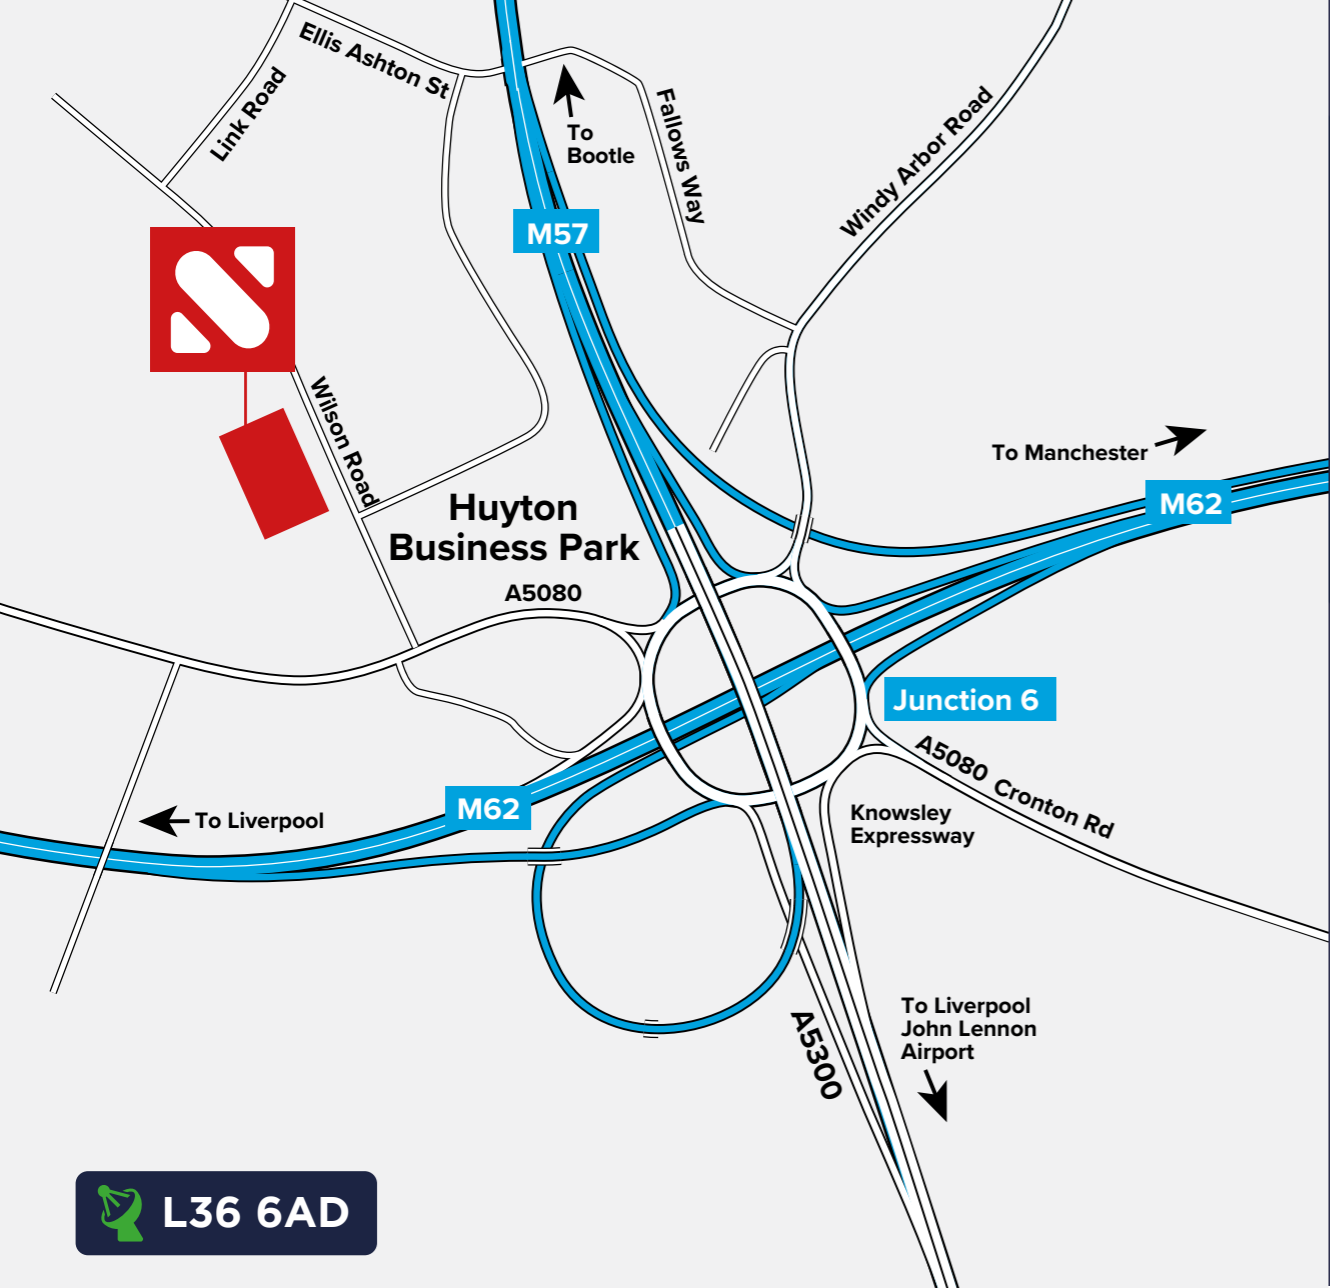 Ellis Ashton St
Link Road
To
Bootle
Fallows Way
Windy Arbor Road
M57
Wilson Road
To Manchester
M62
Huyton
Business Park
A5080
Junction 6
A5080 Cronton Rd
M62
To Liverpool
Knowsley
Expressway
A5300
To Liverpool
John Lennon
Airport
L36 6AD